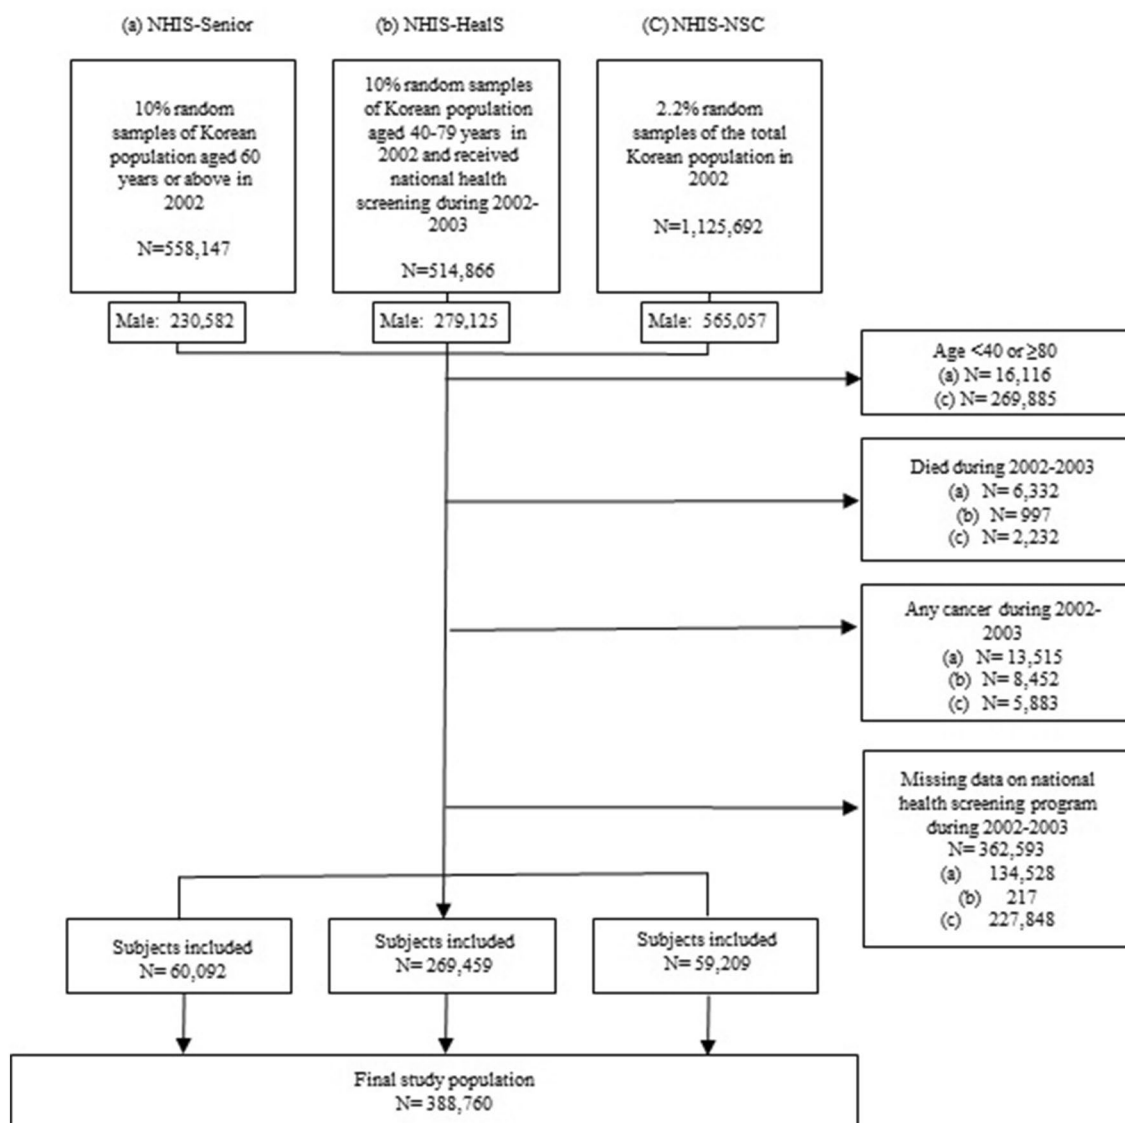 (a) NHIS-Senior
(b) NHIS-HealS
(C) NHIS-NSC
10% random
samples of Korean
population aged 60
years or above in
2002
N=558,147
10% random samples
of Korean population
aged 40-79 years in
2002 and received
national health
screening during 2002-
2003
N=514,866
2.2% random
samples of the total
Korean population in
2002
N=1,125,692
Male: 230,582
Male: 279,125
Male: 565,057
Age <40 or ≥80
(a) N= 16,116
(c) N= 269,885
Died during 2002-2003
(a) N= 6,332
(b) N= 997
(c) N= 2,232
Any cancer during 2002-
2003
(a) N= 13,515
(b) N= 8,452
(c) N= 5,883
Missing data on national
health screening program
during 2002-2003
N= 362,593
(a) 134,528
(b) 217
(c) 227,848
Subjects included
N= 60,092
Subjects included
N= 269,459
Subjects included
N= 59,209
Final study population
N= 388,760